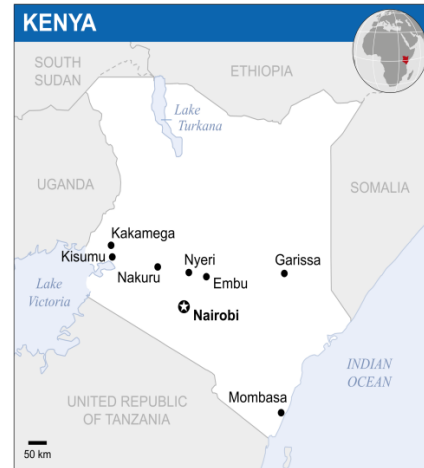 KENYA
SOUTH
SUDAN
ETHIOPIA
Lake
Turkana
UGANDA
SOMALIA
Kakamega
Kisumu
Nakuru
Nyeri
Embu
Garissa
Lake
Victoria
Nairobi
INDIAN
OCEAN
Mombasa
UNITED REPUBLIC
OF TANZANIA
50 km